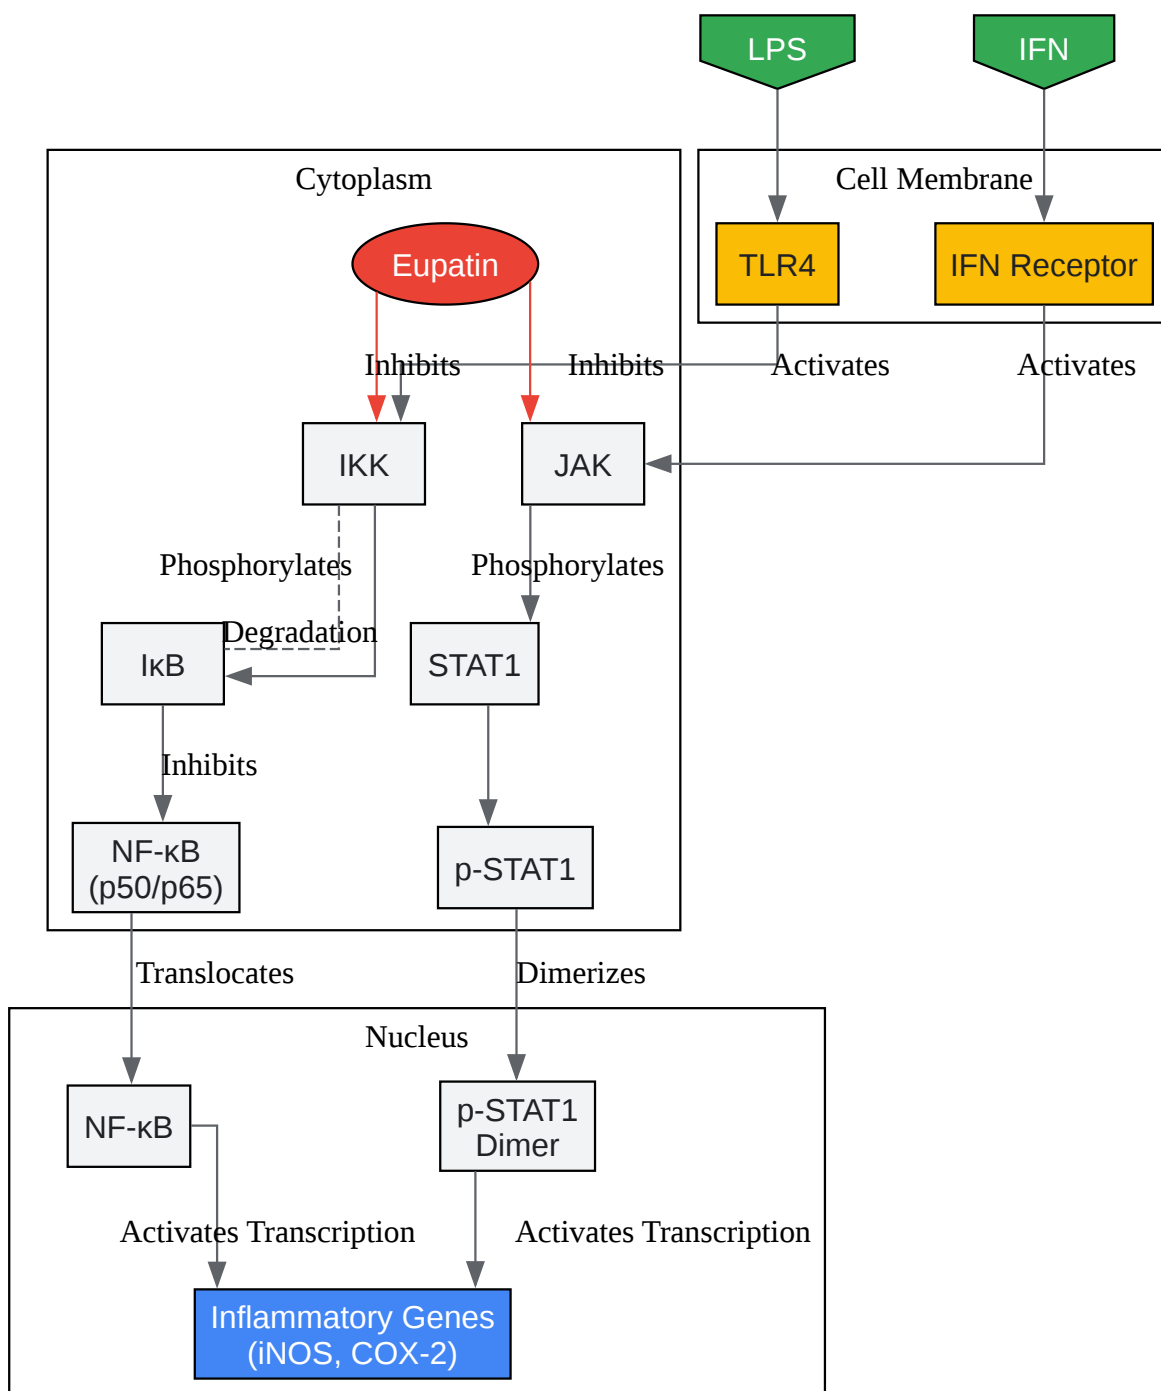 LPS
IFN
Cytoplasm
Cell Membrane
Eupatin
TLR4
IFN Receptor
Inhibits
Inhibits
Activates
Activates
IKK
JAK
Phosphorylates
Phosphorylates
Degradation
IκB
STAT1
Inhibits
NF-κB
(p50/p65)
p-STAT1
Translocates
Dimerizes
Nucleus
NF-κB
p-STAT1
Dimer
Activates Transcription
Activates Transcription
Inflammatory Genes
(iNOS, COX-2)